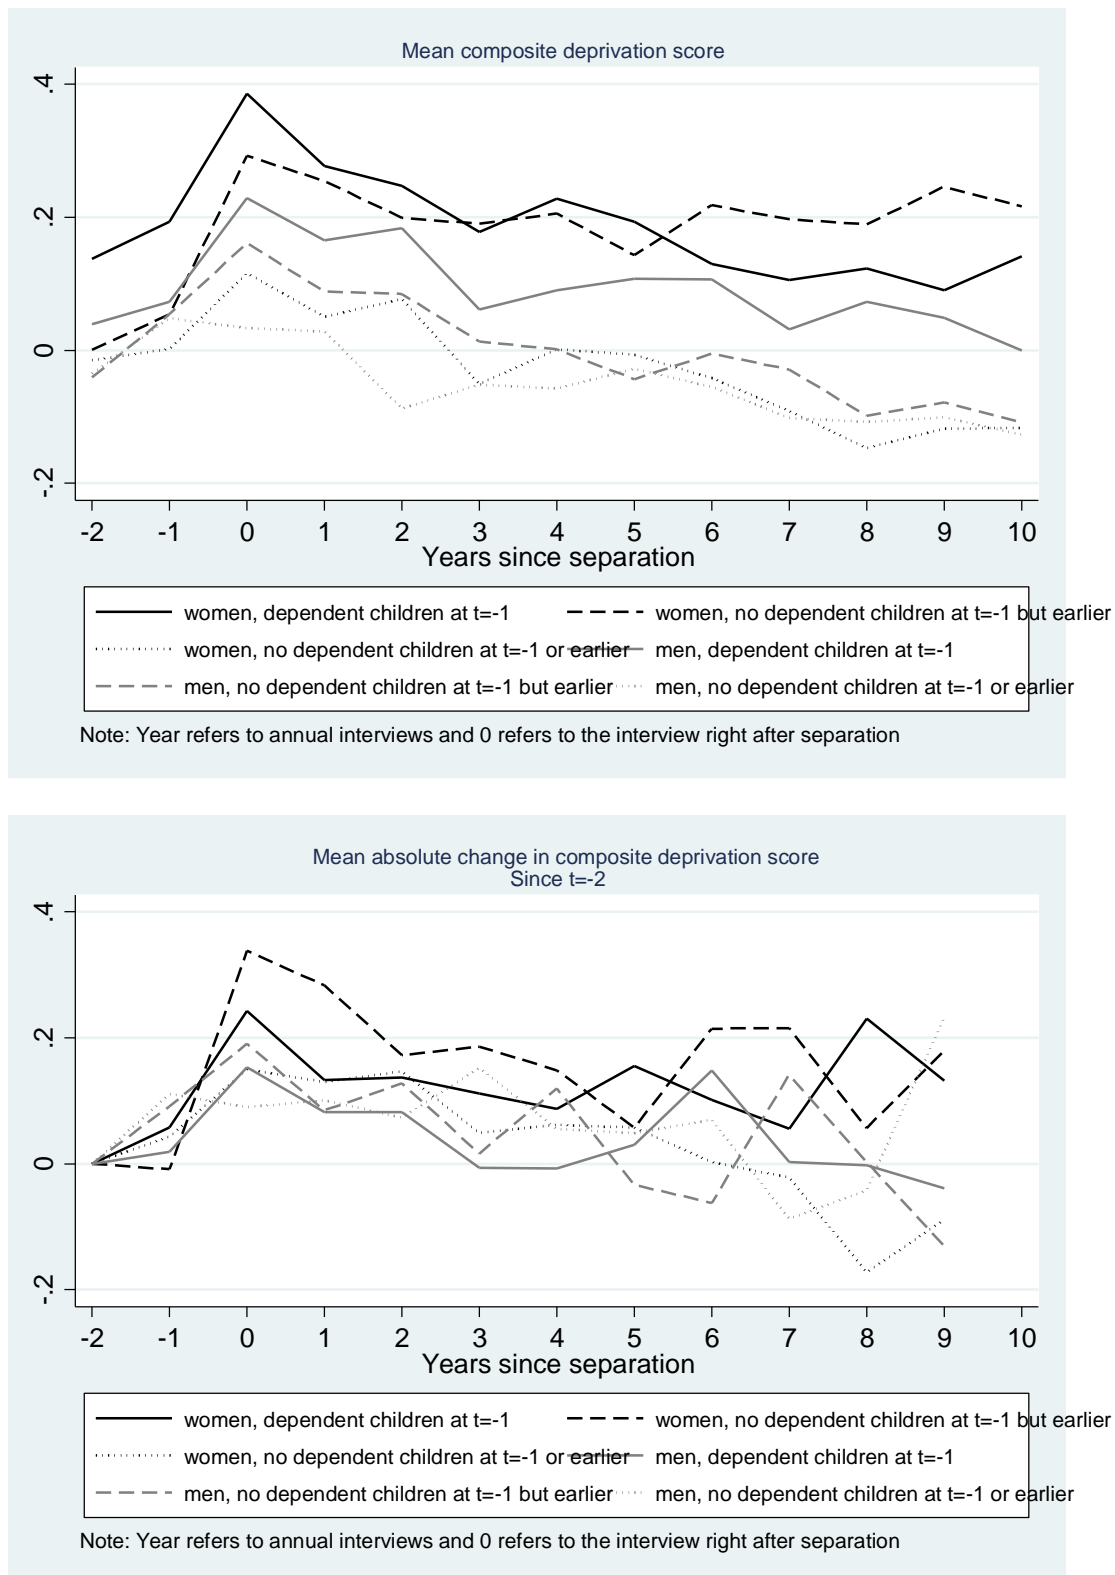 Mean composite deprivation score
.4
.2
0
-.2
-2 -1 0 1 2 3 4 5 6 7 8 9 10
Years since separation
women, dependent children at t=-1 women, no dependent children at t=-1 but earlier
women, no dependent children at t=-1 or earlier men, dependent children at t=-1
men, no dependent children at t=-1 but earlier men, no dependent children at t=-1 or earlier
Note: Year refers to annual interviews and 0 refers to the interview right after separation
Mean absolute change in composite deprivation score
Since t=-2
.4
.2
0
-.2
-2 -1 0 1 2 3 4 5 6 7 8 9 10
Years since separation
women, dependent children at t=-1 women, no dependent children at t=-1 but earlier
women, no dependent children at t=-1 or earlier men, dependent children at t=-1
men, no dependent children at t=-1 but earlier men, no dependent children at t=-1 or earlier
Note: Year refers to annual interviews and 0 refers to the interview right after separation